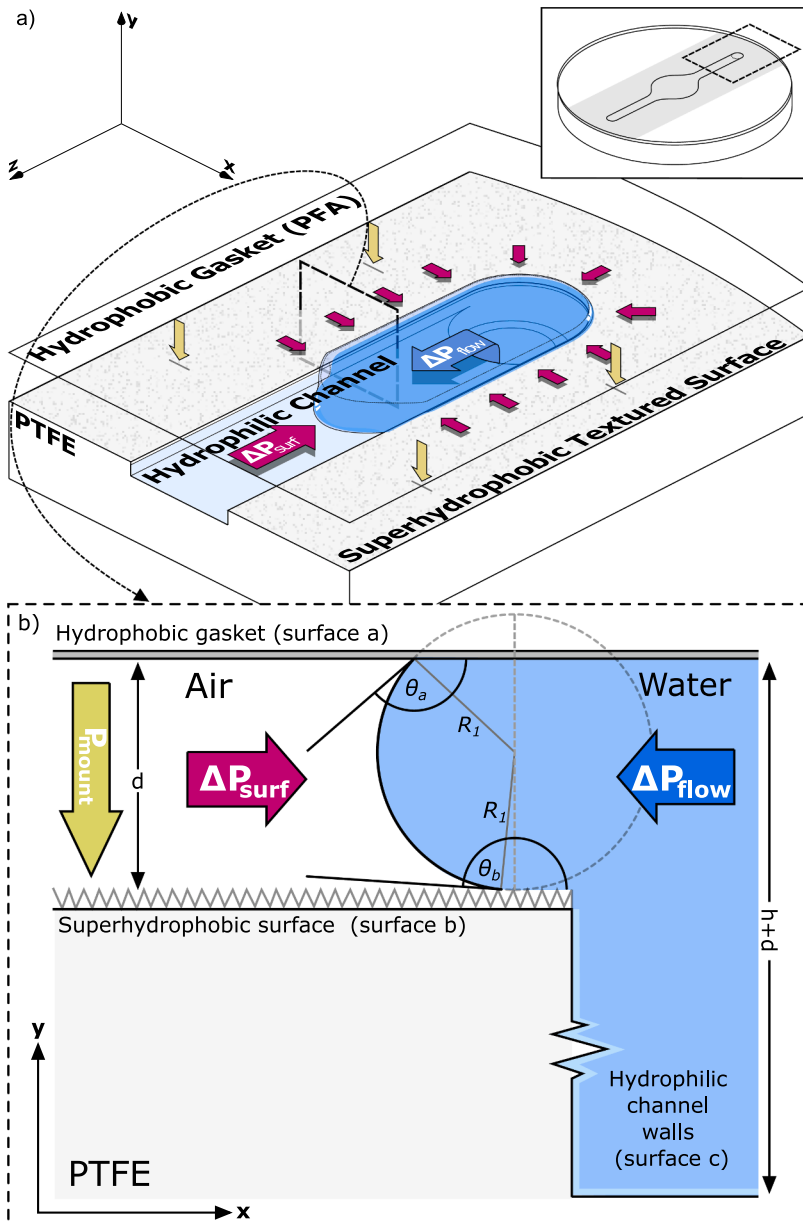 a)
y
z
x
Hydrophobic Gasket (PFA)
PTFE
Hydrophilic Channel
ΔPflow
ΔPsurf
Superhydrophobic Textured Surface
b)
Hydrophobic gasket (surface a)
Air
Water
θa
R1
Pmount
d
ΔPsurf
ΔPflow
R1
θb
Superhydrophobic surface (surface b)
h+d
y
Hydrophilic
channel
walls
(surface c)
PTFE
x